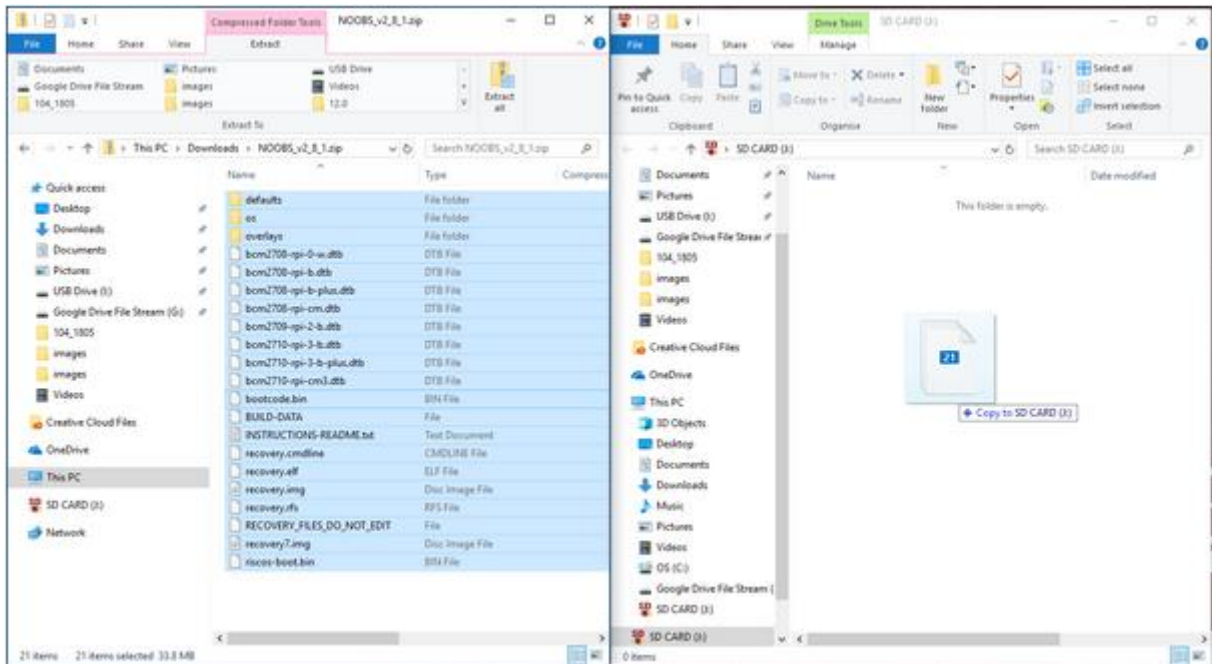 Compressed Folder Tools NOOBS_v2_8_1.zip
File Home Share View Extract
Documents Pictures USB Drive
Google Drive File Stream images Videos
104_1805 images 12.0
Extract all
Extract To
This PC > Downloads > NOOBS_v2_8_1.zip Search NOOBS_v2_8_1.zip
Name Type Compress
Quick access
Desktop
Downloads
Documents
Pictures
USB Drive (I:)
Google Drive File Stream (G:)
104_1805
images
images
Videos
Creative Cloud Files
OneDrive
This PC
SD CARD (J:)
Network
defaults File folder
os File folder
overlays File folder
bcm2708-rpi-0-w.dtb DTB File
bcm2708-rpi-b.dtb DTB File
bcm2708-rpi-b-plus.dtb DTB File
bcm2708-rpi-cm.dtb DTB File
bcm2709-rpi-2-b.dtb DTB File
bcm2710-rpi-3-b.dtb DTB File
bcm2710-rpi-3-b-plus.dtb DTB File
bcm2710-rpi-cm3.dtb DTB File
bootcode.bin BIN File
BUILD-DATA File
INSTRUCTIONS-README.txt Text Document
recovery.cmdline CMDLINE File
recovery.elf ELF File
recovery.img Disc Image File
recovery.rfs RFS File
RECOVERY_FILES_DO_NOT_EDIT File
recovery7.img Disc Image File
riscos-boot.bin BIN File
21 items 21 items selected 33.8 MB
Drive Tools SD CARD (J:)
File Home Share View Manage
Pin to Quick access
Copy
Paste
Move to
Copy to
Delete
Rename
New folder
Properties
Select all
Select none
Invert selection
Clipboard Organise New Open Select
SD CARD (J:) Search SD CARD (J:)
Name Date modified
This folder is empty.
Documents
Pictures
USB Drive (I:)
Google Drive File Strear
104_1805
images
images
Videos
Creative Cloud Files
OneDrive
This PC
3D Objects
Desktop
Documents
Downloads
Music
Pictures
Videos
OS (C:)
Google Drive File Stream (
SD CARD (J:)
SD CARD (J:)
21
Copy to SD CARD (J:)
0 items